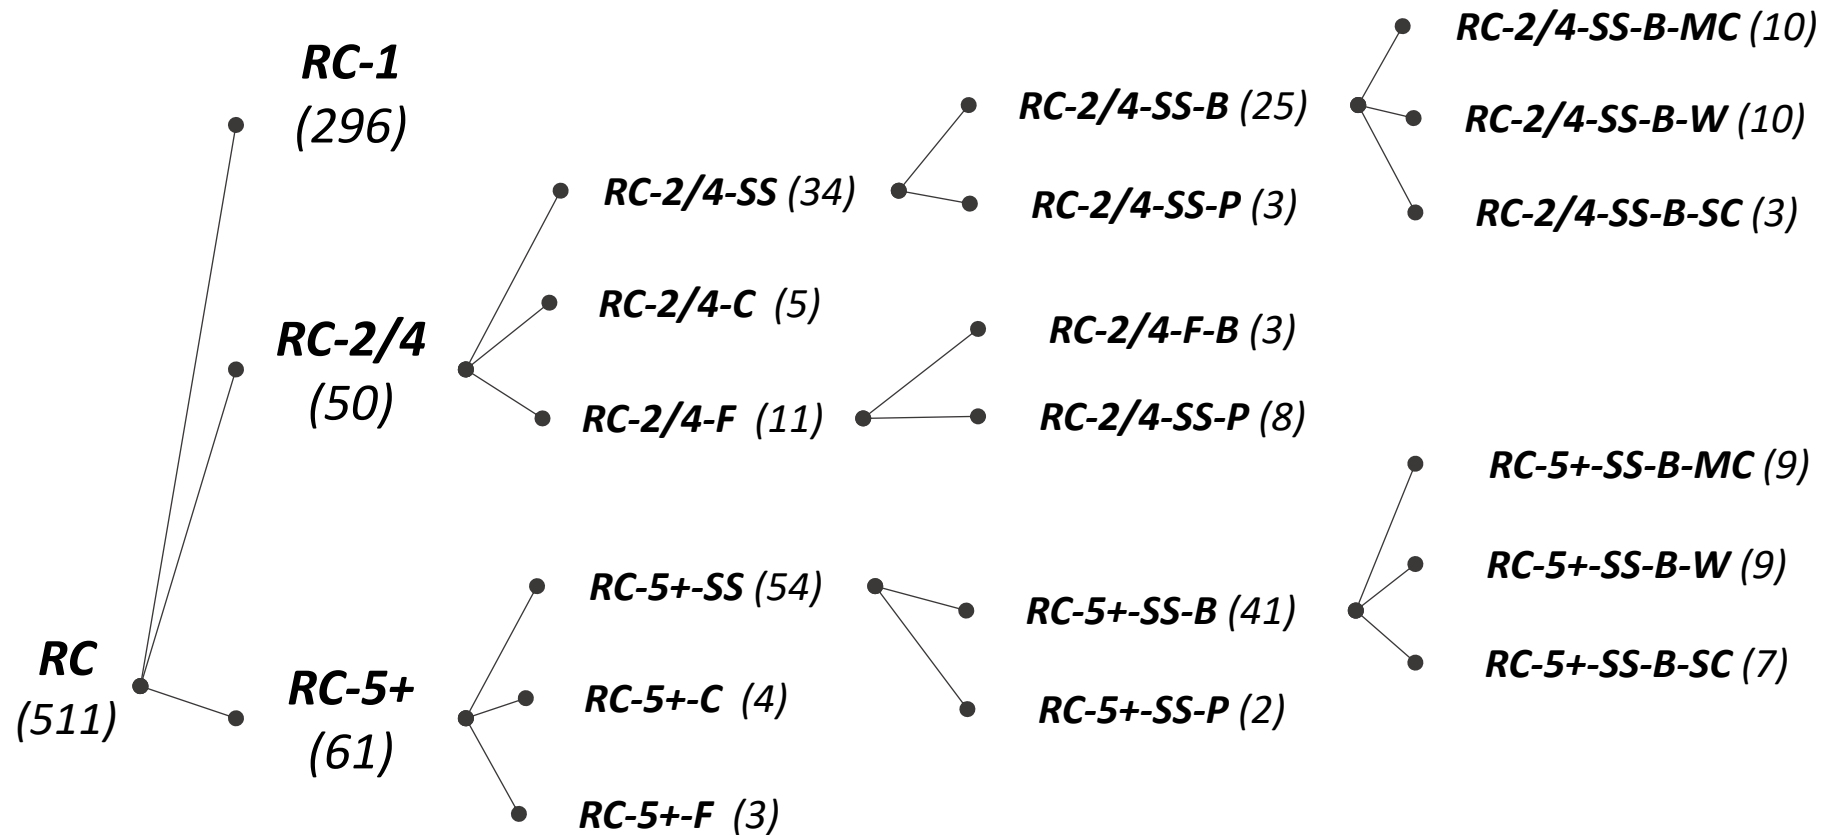 RC
(511)
RC-1
(296)
RC-2/4
(50)
RC-5+
(61)
RC-2/4-SS (34)
RC-2/4-C (5)
RC-2/4-F (11)
RC-5+-SS (54)
RC-5+-C (4)
RC-5+-F (3)
RC-2/4-SS-B (25)
RC-2/4-SS-P (3)
RC-2/4-F-B (3)
RC-2/4-SS-P (8)
RC-5+-SS-B (41)
RC-5+-SS-P (2)
RC-2/4-SS-B-MC (10)
RC-2/4-SS-B-W (10)
RC-2/4-SS-B-SC (3)
RC-5+-SS-B-MC (9)
RC-5+-SS-B-W (9)
RC-5+-SS-B-SC (7)